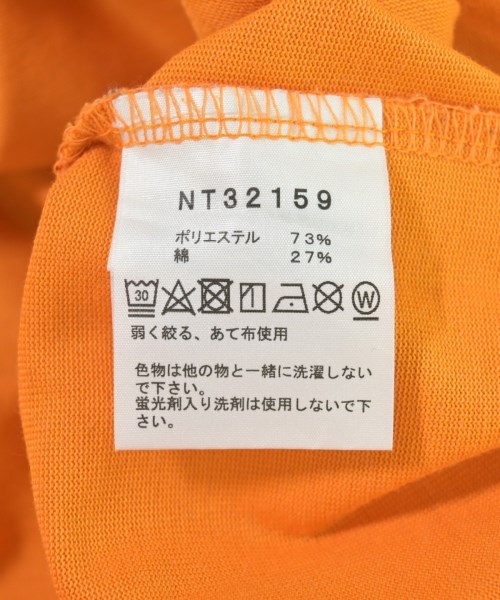 NT32159
ポリエステル 73%
綿 27%
30 W
弱く絞る、あて布使用
色物は他の物と一緒に洗濯しない
で下さい。
蛍光剤入り洗剤は使用しないで下
さい。